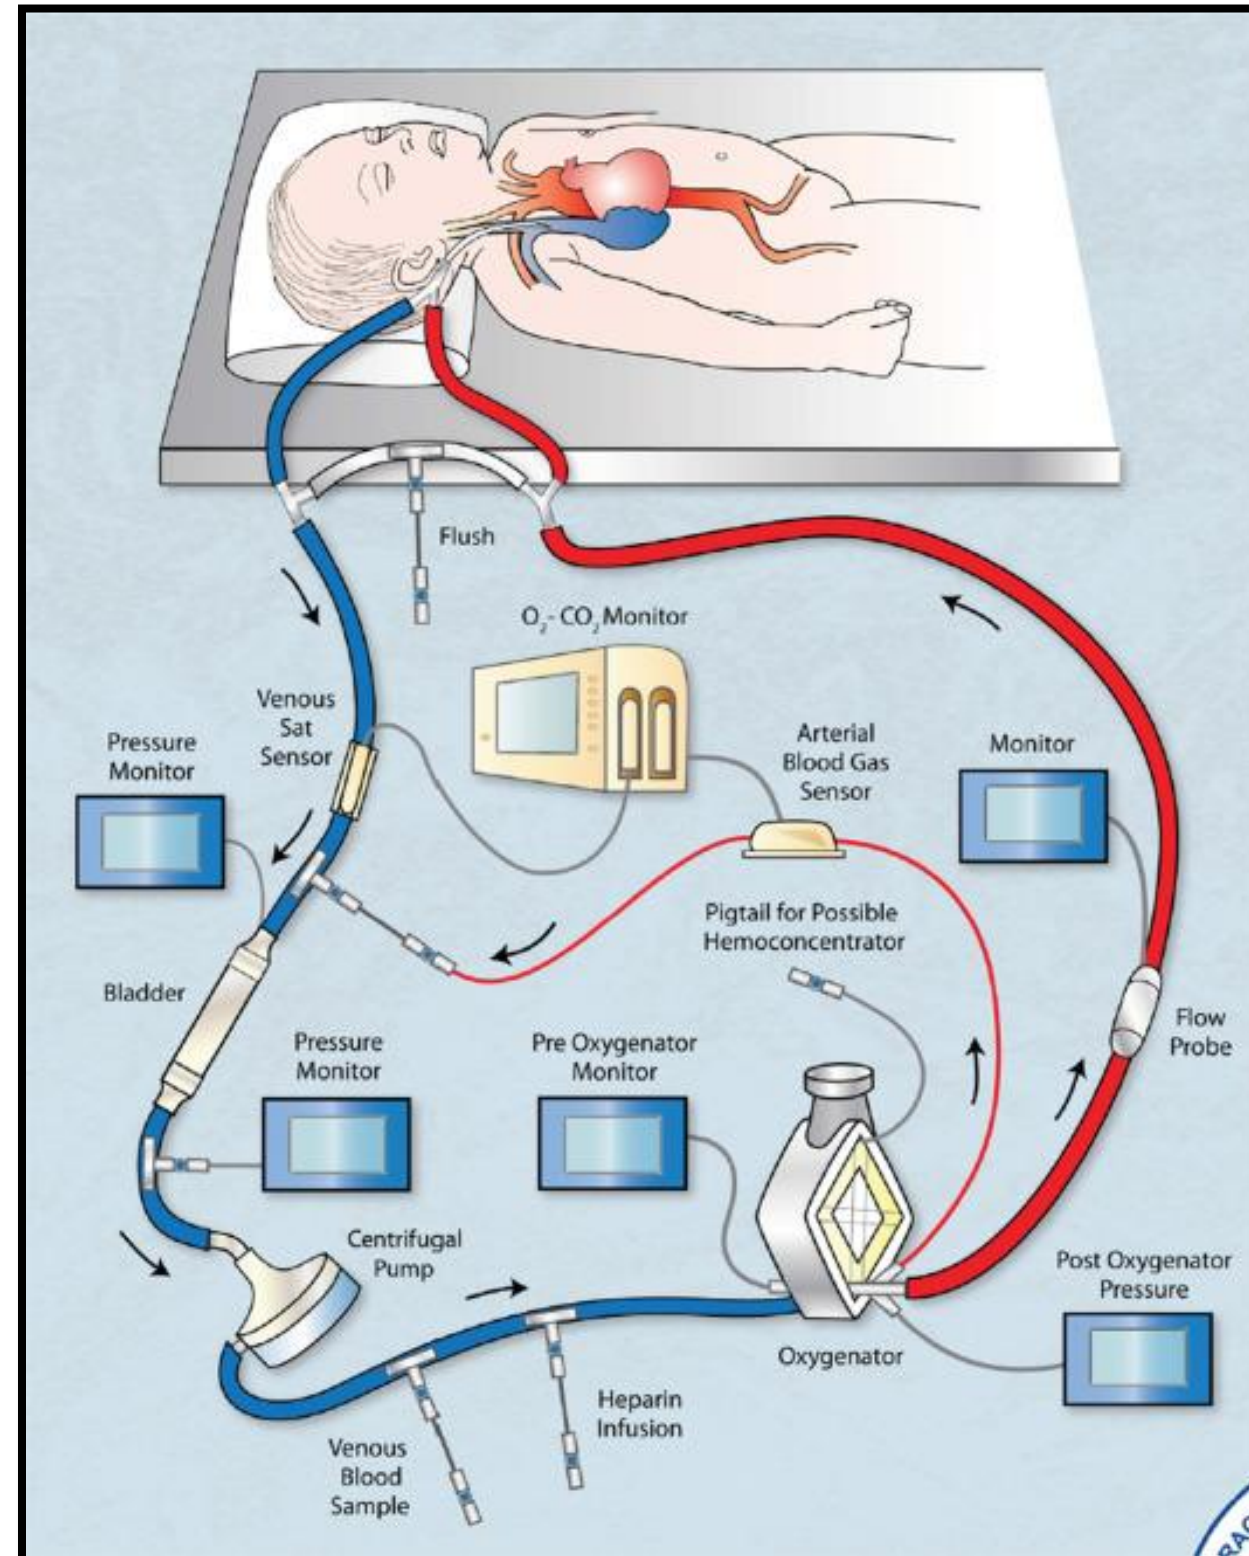 Flush
O₂- CO₂ Monitor
Venous
Sat
Sensor
Pressure
Monitor
Arterial
Blood Gas
Sensor
Monitor
Pigtail for Possible
Hemoconcentrator
Bladder
Flow
Probe
Pressure
Monitor
Pre Oxygenator
Monitor
Centrifugal
Pump
Post Oxygenator
Pressure
Oxygenator
Heparin
Infusion
Venous
Blood
Sample